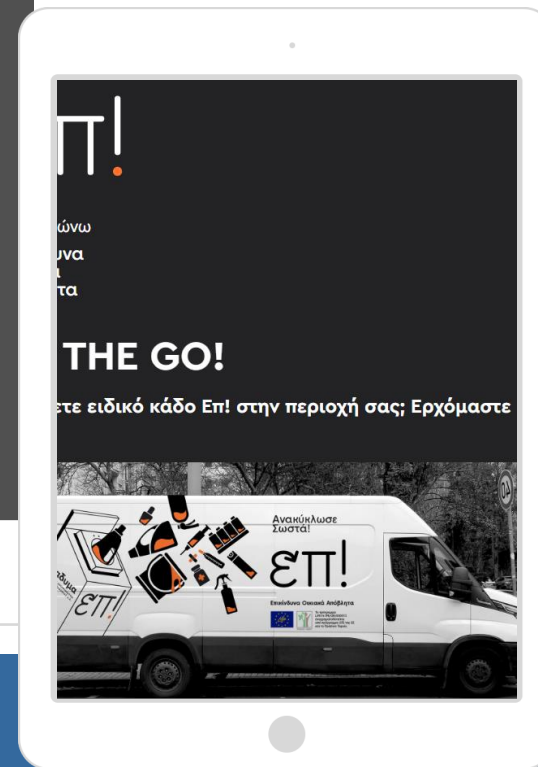 επ!
ώνω
υνα
τα
THE GO!
ετε ειδικό κάδο Επ! στην περιοχή σας; Ερχόμαστε
Ανακύκλωσε
Σωστά!
επ!
Επικίνδυνα Οικιακά Απόβλητα
επ!